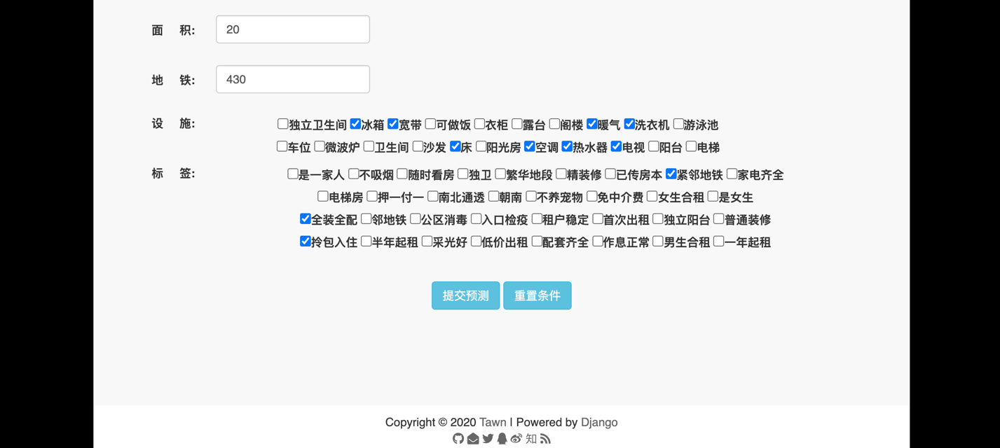 面 积: 20
地 铁: 430
设 施: 独立卫生间 冰箱 宽带 可做饭 衣柜 露台 阁楼 暖气 洗衣机 游泳池
车位 微波炉 卫生间 沙发 床 阳光房 空调 热水器 电视 阳台 电梯
标 签: 是一家人 不吸烟 随时看房 独卫 繁华地段 精装修 已传房本 紧邻地铁 家电齐全
电梯房 押一付一 南北通透 朝南 不养宠物 免中介费 女生合租 是女生
全装全配 邻地铁 公区消毒 入口检疫 租户稳定 首次出租 独立阳台 普通装修
拎包入住 半年起租 采光好 低价出租 配套齐全 作息正常 男生合租 一年起租
提交预测 重置条件
Copyright © 2020 Tawn | Powered by Django
知